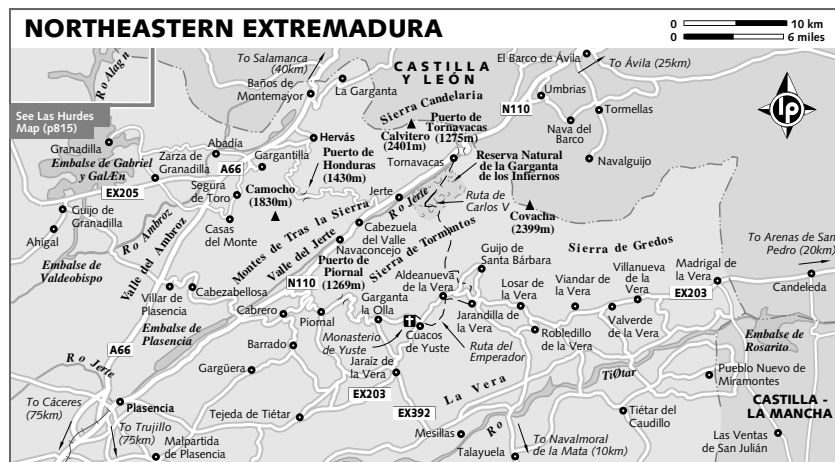 NORTHEASTERN EXTREMADURA
0 10 km
0 6 miles
Ro Alag n
To Salamanca
(40km)
Baños de
Montemayor
La Garganta
CASTILLA
Y LEÓN
El Barco de Ávila
To Ávila (25km)
See Las Hurdes
Map (p815)
Sierra Candelaria
N110
Umbrias
Tormellas
lp
Granadilla
Embalse de Gabriel
y GalÆn
Abadía
Zarza de
Granadilla
Hervás
Gargantilla
A66
Calvitero
(2401m)
Puerto de
Tornavacas
(1275m)
Nava del
Barco
Navalguijo
Puerto de
Honduras
(1430m)
Tornavacas
Reserva Natural
de la Garganta
de los Infiernos
EX205
Segura
de Toro
Camocho
(1830m)
Jerte
Ro Jerte
Ruta de
Carlos V
Covacha
(2399m)
Guijo de
Granadilla
Ahigal
Ro Ambroz
Casas
del Monte
Montes de Tras la Sierra
Cabezuela
del Valle
Valle del Jerte
Navaconcejo
Sierra de Tormantos
Guijo de
Santa Bárbara
Sierra de Gredos
To Arenas de San
Pedro (20km)
Embalse de
Valdeobispo
Valle del Ambroz
Puerto de
Piornal
(1269m)
Aldeanueva
de la Vera
Losar de
la Vera
Viandar de
la Vera
Villanueva
de la Vera
Madrigal de
la Vera
EX203
Candeleda
Villar de
Plasencia
Cabezabellosa
N110
Cabrero
Piornal
Garganta
la Olla
Jarandilla de
la Vera
Robledillo de
la Vera
Valverde
de la Vera
Embalse de
Plasencia
Monasterio
de Yuste
Cuacos
de Yuste
Ruta del
Emperador
Embalse de
Rosarito
A66
Barrado
Ro Jerte
Gargüera
Jaraíz de
la Vera
EX203
La Vera
TiØtar
Pueblo Nuevo de
Miramontes
To Cáceres
(75km)
Plasencia
To Trujillo
(75km)
Malpartida
de Plasencia
Tejeda de Tiétar
EX392
Mesillas
Ro
Talayuela
To Navalmoral
de la Mata (10km)
Tiétar del
Caudillo
CASTILLA -
LA MANCHA
Las Ventas
de San Julián